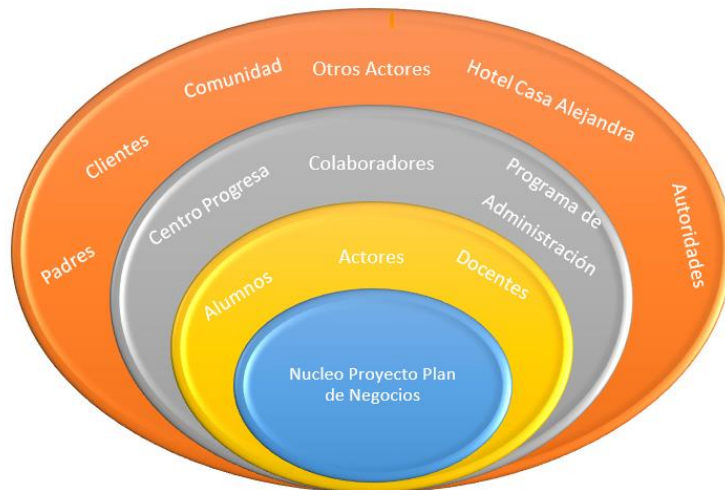 Otros Actores
Comunidad
Hotel Casa Alejandra
Clientes
Padres
Autoridades
Colaboradores
Centro Progresa
Programa de
Administración
Actores
Alumnos
Docentes
Nucleo Proyecto Plan
de Negocios